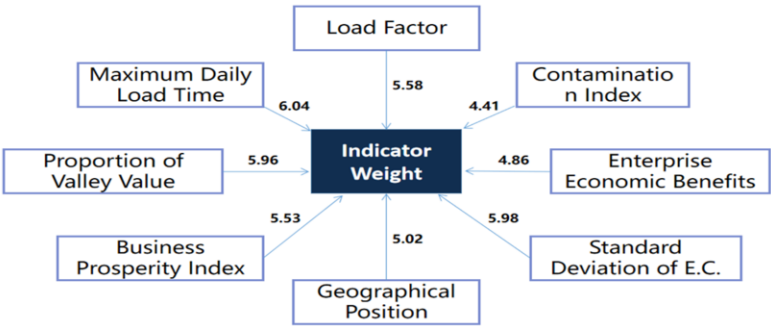 Load Factor
Maximum Daily
Load Time
5.58
Contaminatio
n Index
6.04
4.41
Indicator
Weight
Proportion of
Valley Value
5.96
4.86
Enterprise
Economic Benefits
5.53
5.98
Business
Prosperity Index
5.02
Standard
Deviation of E.C.
Geographical
Position